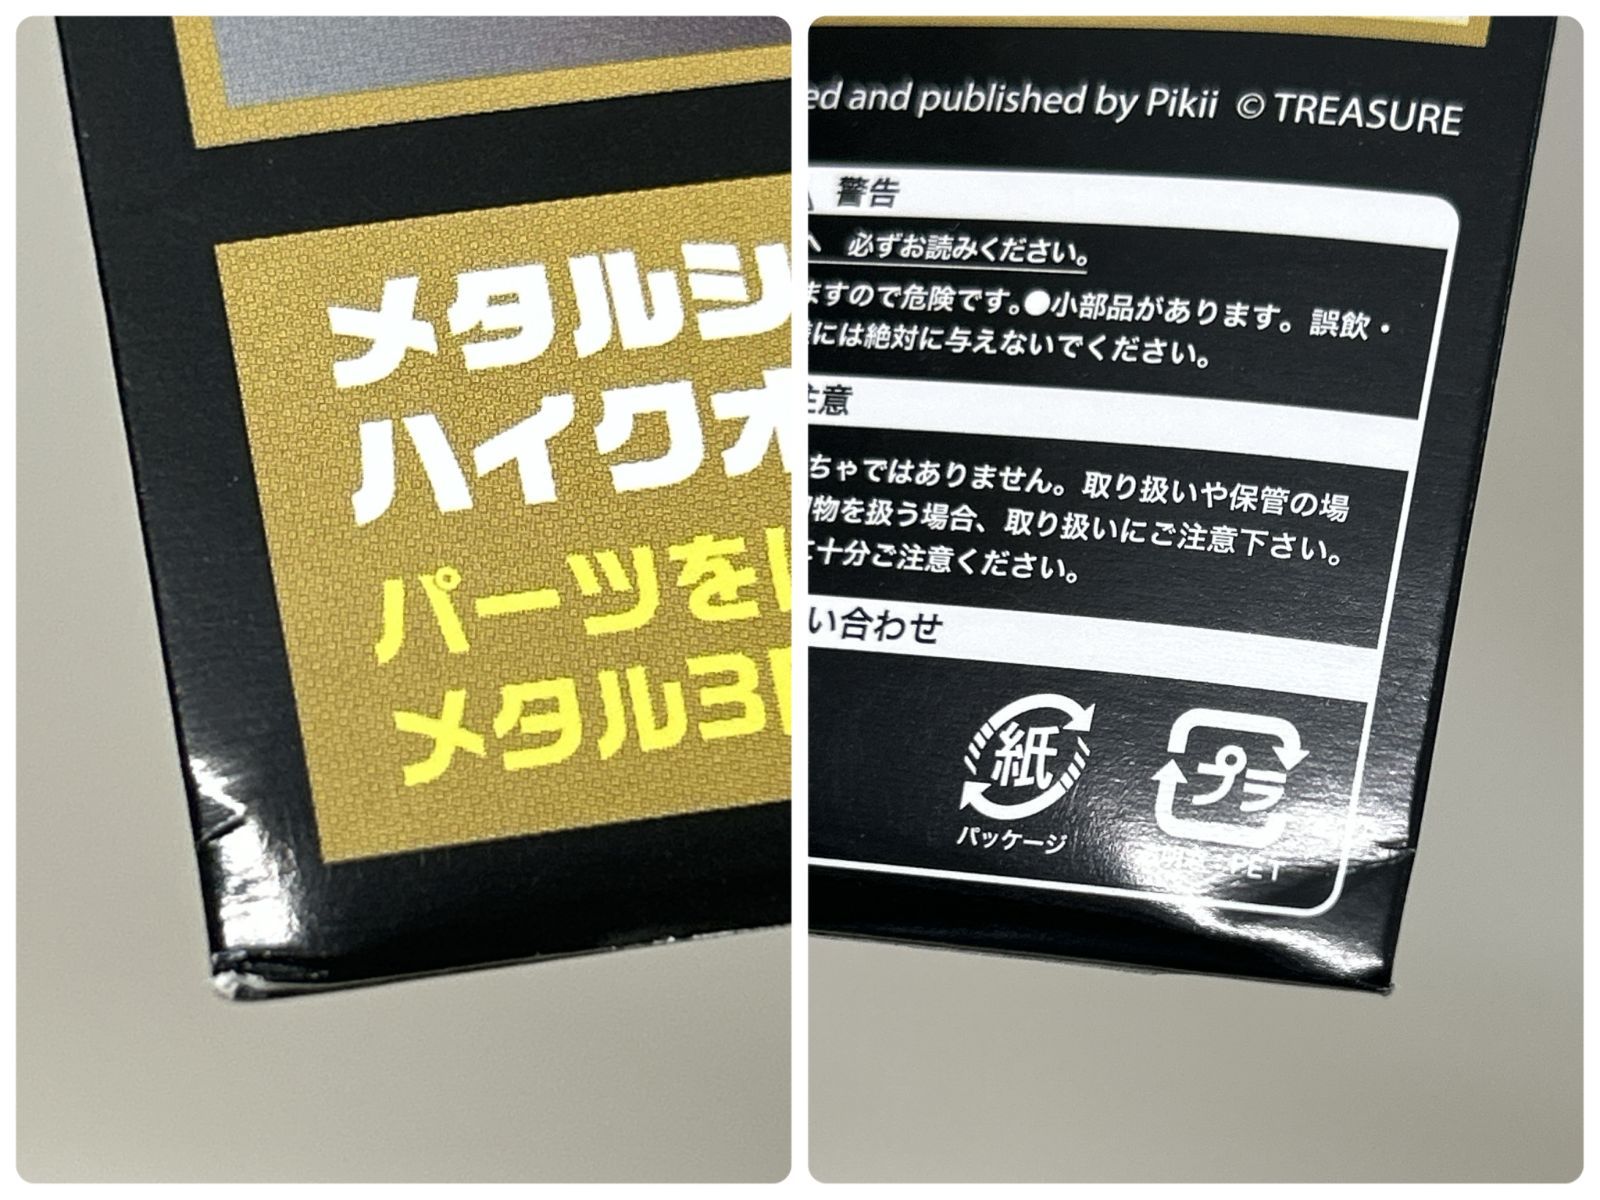 メタルシ
ハイクオ
パーツを
メタル3
ed and published by Pikii © TREASURE
警告
必ずお読みください。
ますので危険です。●小部品があります。誤飲・
には絶対に与えないでください。
注意
ちゃではありません。取り扱いや保管の場
物を扱う場合、取り扱いにご注意下さい。
に十分ご注意ください。
い合わせ
紙
パッケージ
プラ
PET